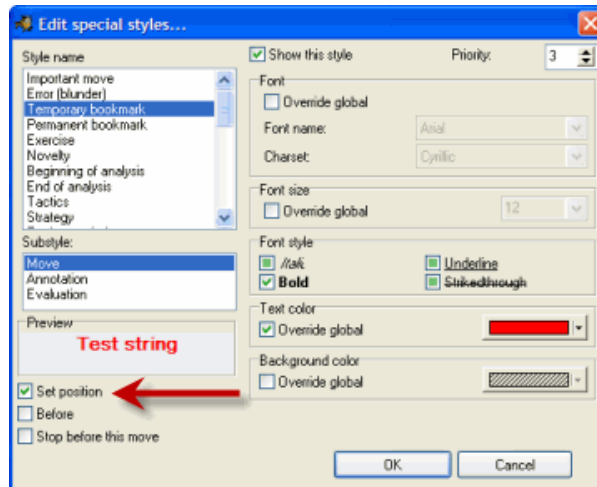 Edit special styles...
Style name
Important move
Error (blunder)
Temporary bookmark
Permanent bookmark
Exercise
Novelty
Beginning of analysis
End of analysis
Tactics
Strategy
Substyle:
Move
Annotation
Evaluation
Preview
Test string
Set position
Before
Stop before this move
Show this style
Priority:
3
Font
Override global
Font name:
Arial
Charset:
Cyrillic
Font size
Override global
12
Font style
Italic
Underline
Bold
Strikedthrough
Text color
Override global
Background color
Override global
OK
Cancel